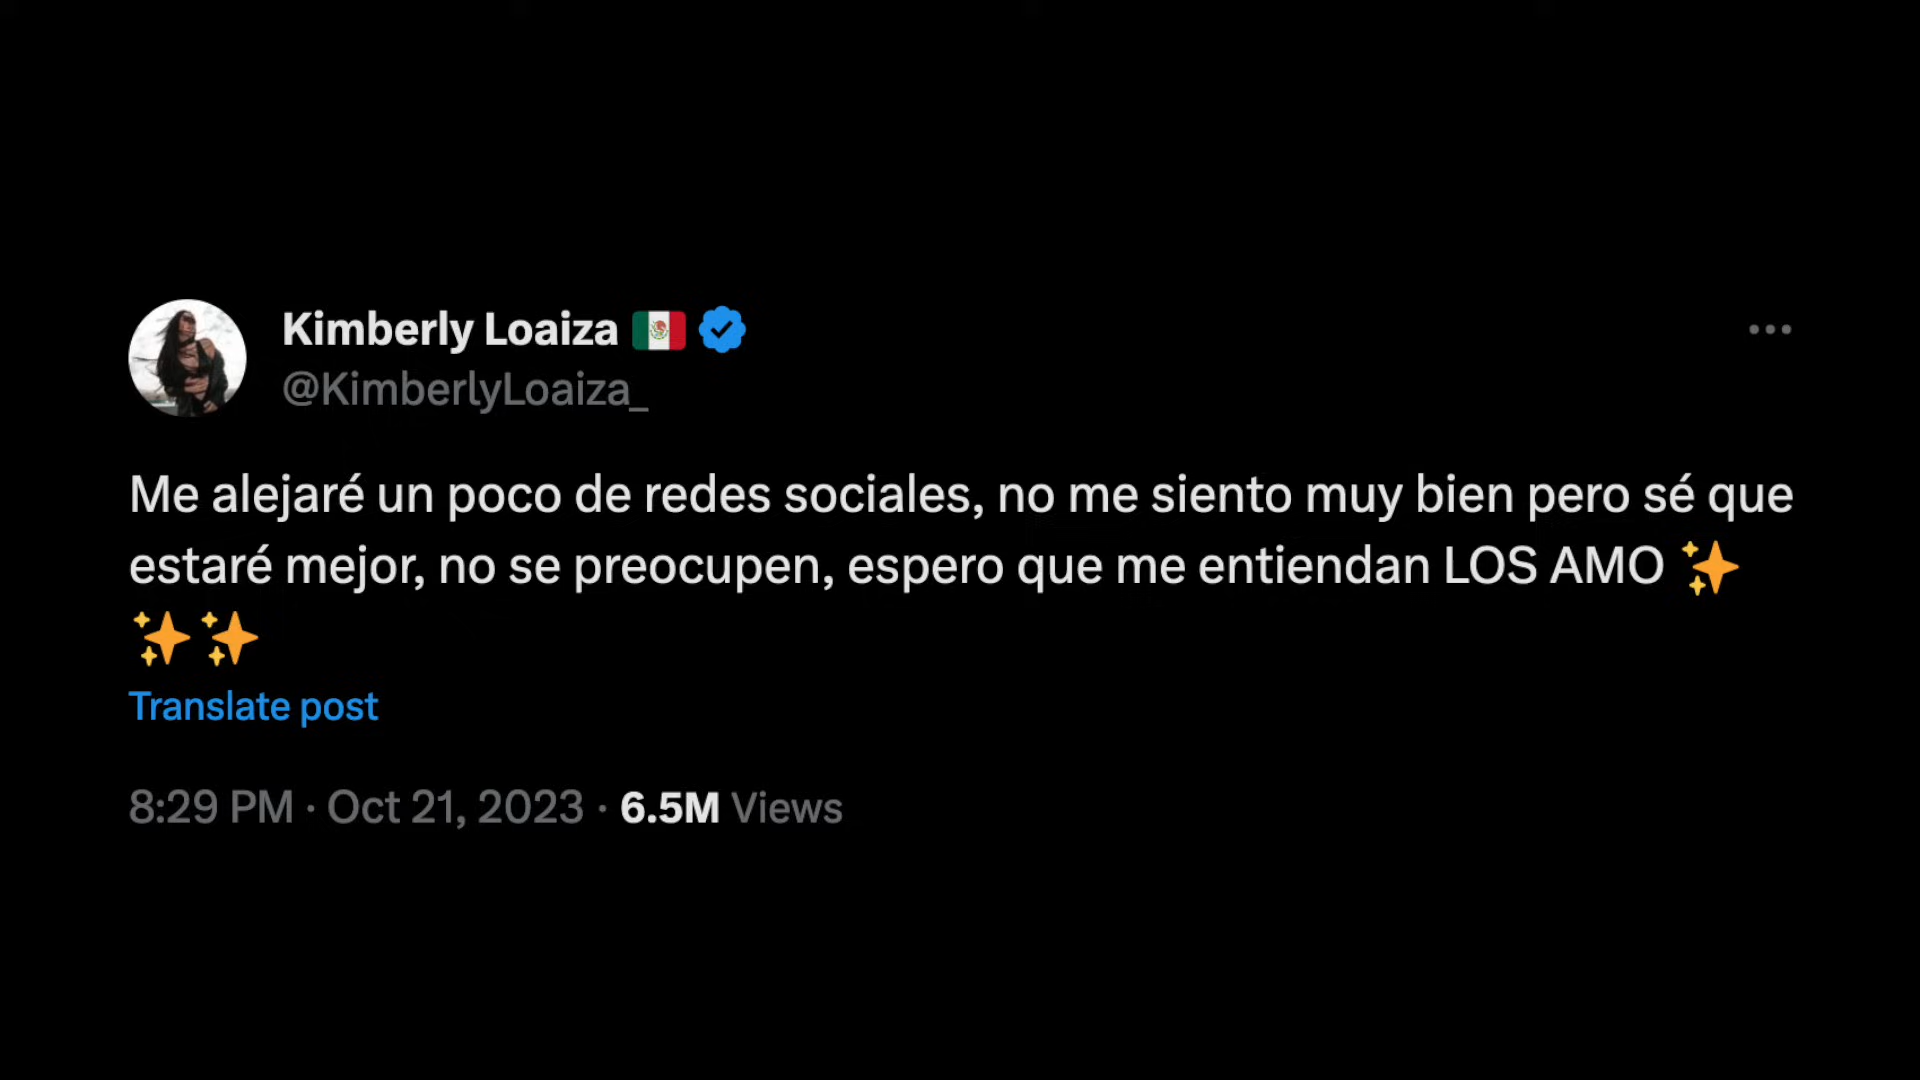 Kimberly Loaiza 🇲🇽
@KimberlyLoaiza_
Me alejaré un poco de redes sociales, no me siento muy bien pero sé que
estaré mejor, no se preocupen, espero que me entiendan LOS AMO ✨
✨✨
Translate post
8:29 PM · Oct 21, 2023 · 6.5M Views